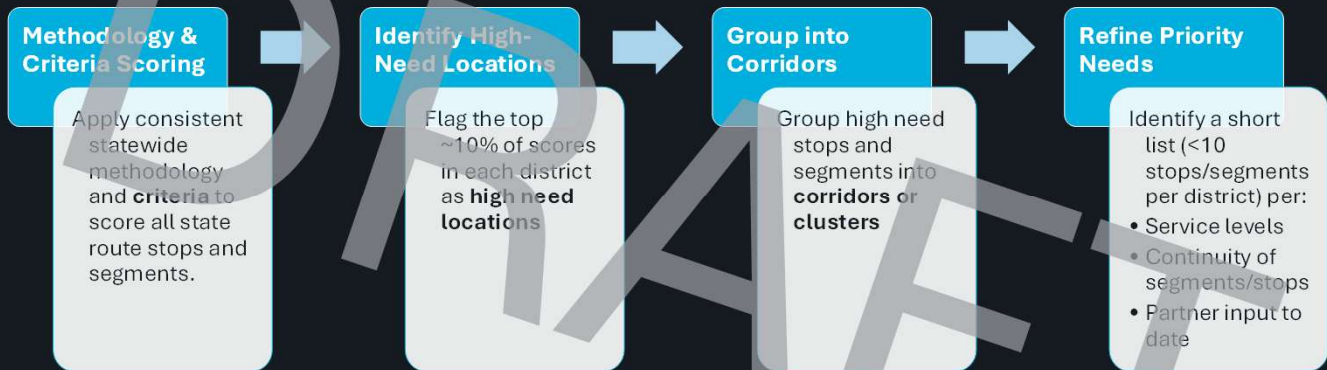 Methodology &
Criteria Scoring
Apply consistent
statewide
methodology
and criteria to
score all state
route stops and
segments.
Identify High-
Need Locations
Flag the top
~10% of scores
in each district
as high need
locations
Group into
Corridors
Group high need
stops and
segments into
corridors or
clusters
Refine Priority
Needs
Identify a short
list (<10
stops/segments
per district) per:
• Service levels
• Continuity of
segments/stops
• Partner input to
date
DRAFT